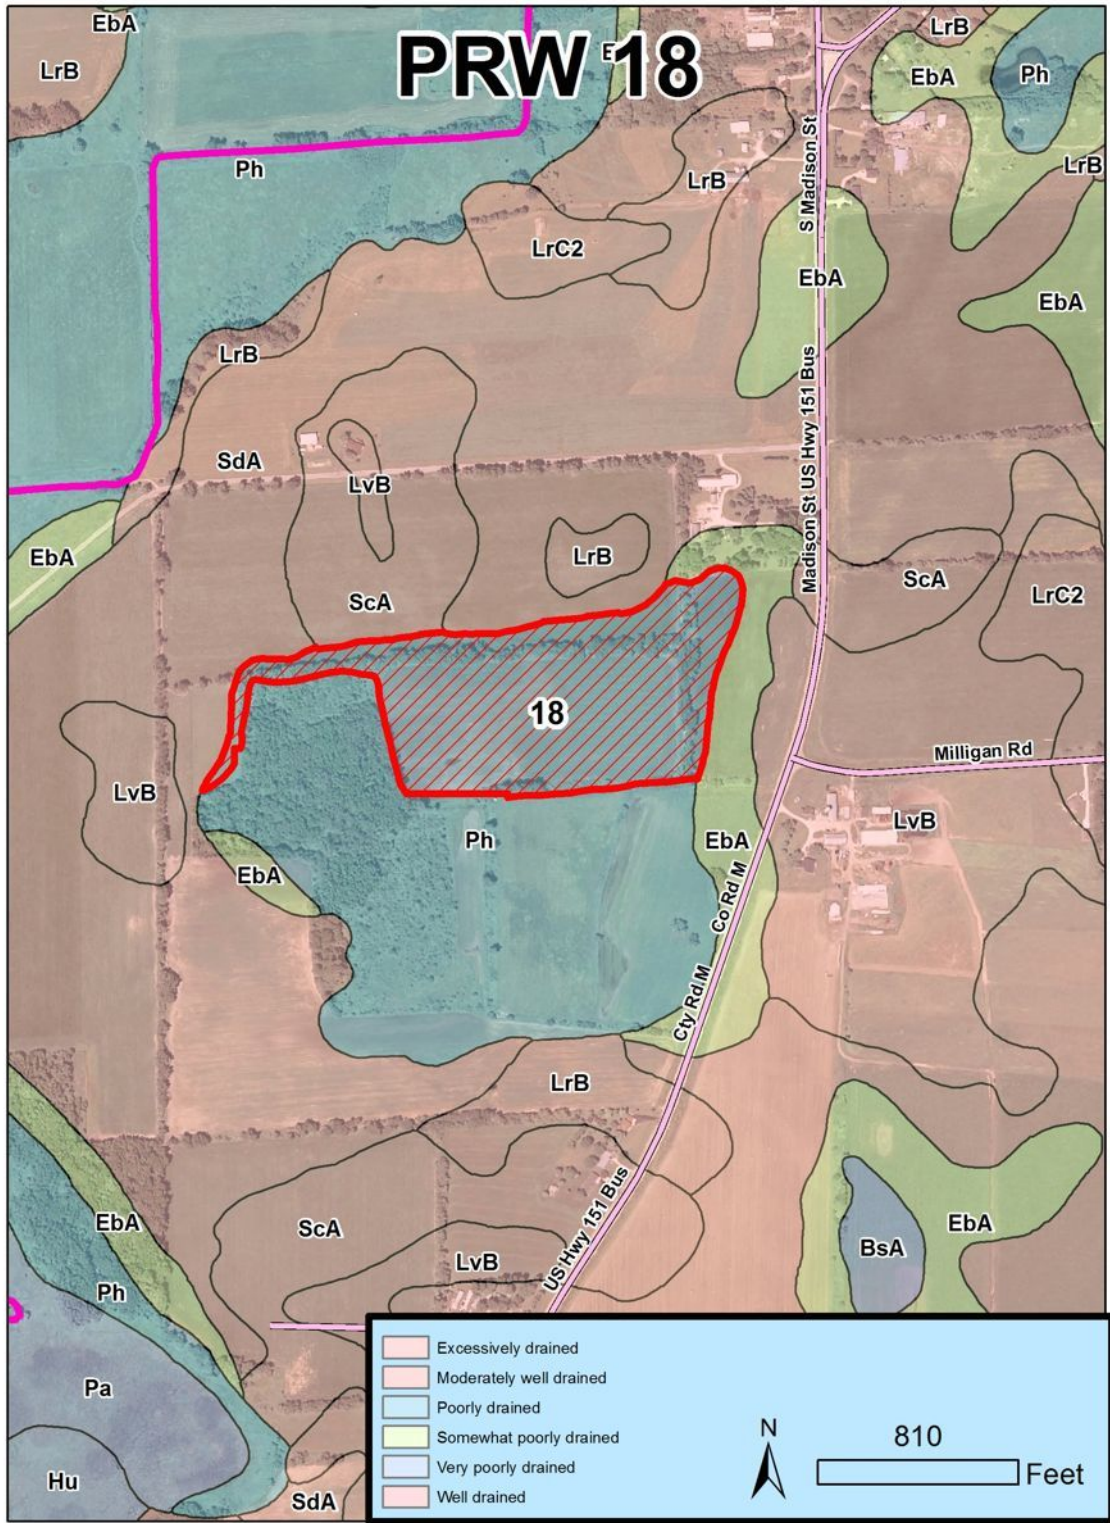 EbA
LrB
PRW 18
E
LrB
EbA
Ph
Ph
LrB
LrB
S Madison St
LrC2
EbA
EbA
LrB
Madison St US Hwy 151 Bus
SdA
LvB
EbA
LrB
ScA
ScA
LrC2
18
Milligan Rd
LvB
LvB
Ph
EbA
EbA
Co Rd M
Cty Rd M
LrB
US Hwy 151 Bus
EbA
ScA
EbA
BsA
LvB
Ph
Pa
Hu
SdA
Excessively drained
Moderately well drained
Poorly drained
Somewhat poorly drained
Very poorly drained
Well drained
N
810
Feet